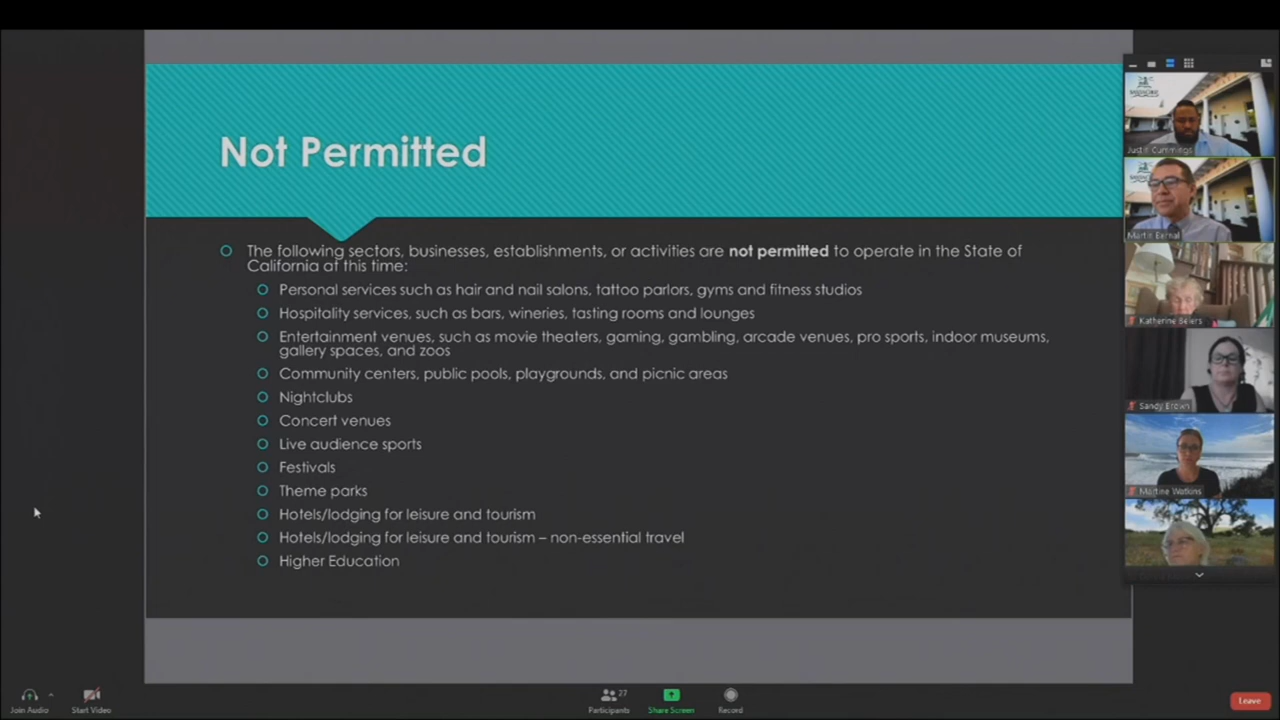 Not Permitted
The following sectors, businesses, establishments, or activities are not permitted to operate in the State of
California at this time:
Personal services such as hair and nail salons, tattoo parlors, gyms and fitness studios
Hospitality services, such as bars, wineries, tasting rooms and lounges
Entertainment venues, such as movie theaters, gaming, gambling, arcade venues, pro sports, indoor museums,
gallery spaces, and zoos
Community centers, public pools, playgrounds, and picnic areas
Nightclubs
Concert venues
Live audience sports
Festivals
Theme parks
Hotels/lodging for leisure and tourism
Hotels/lodging for leisure and tourism – non-essential travel
Higher Education
Justin Cummings
Martin Bernal
Katherine Beiers
Sandy Brown
Martine Watkins
Join Audio
Start Video
27
Participants
Share Screen
Record
Leave